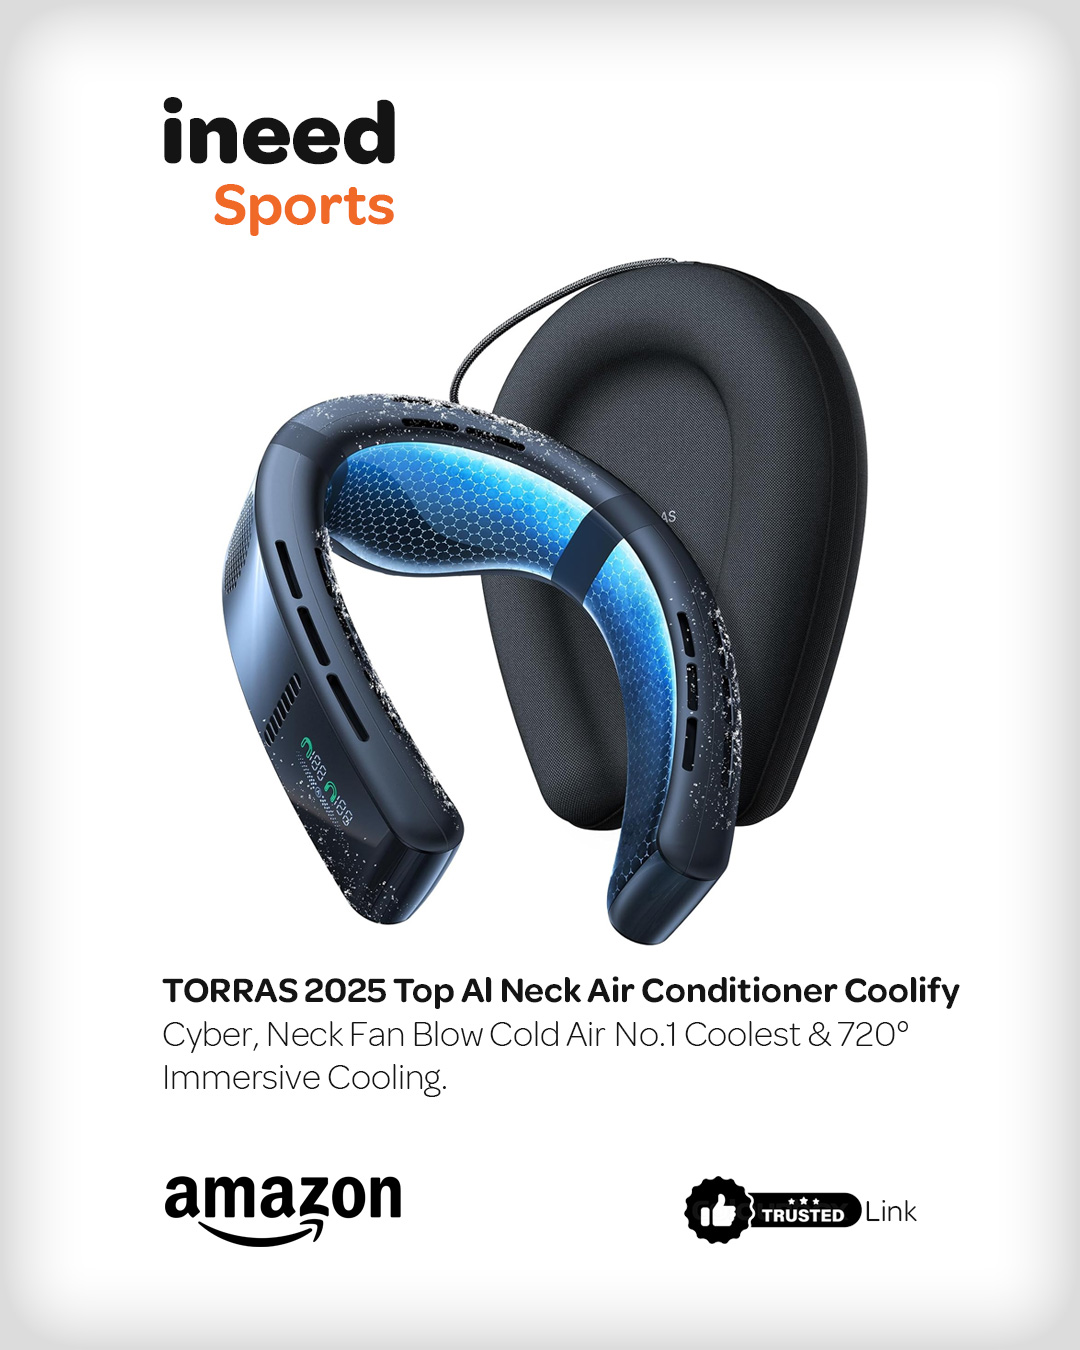 ineed
Sports
AS
TORRAS 2025 Top AI Neck Air Conditioner Coolify
Cyber, Neck Fan Blow Cold Air No.1 Coolest & 720°
Immersive Cooling.
amazon
TRUSTED Link